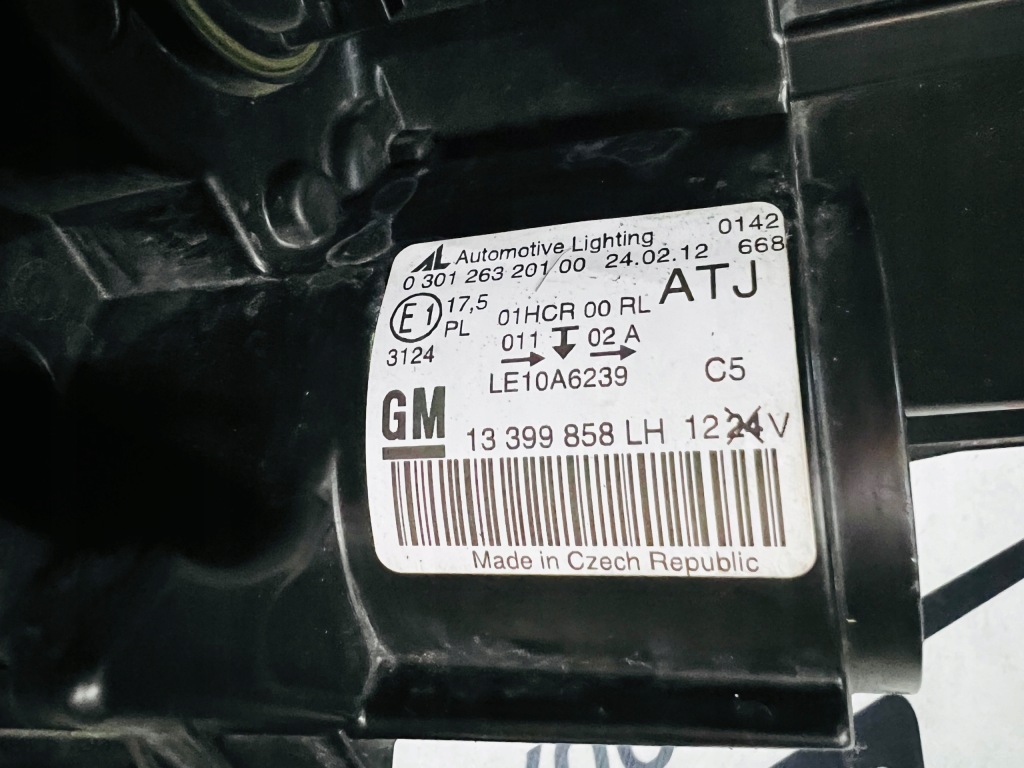 AL Automotive Lighting 0142
0 301 263 201 00 24.02.12 668
E1 17,5 01HCR 00 RL ATJ
PL 011 02 A
3124 LE10A6239 C5
GM 13 399 858 LH 12 24 V
Made in Czech Republic